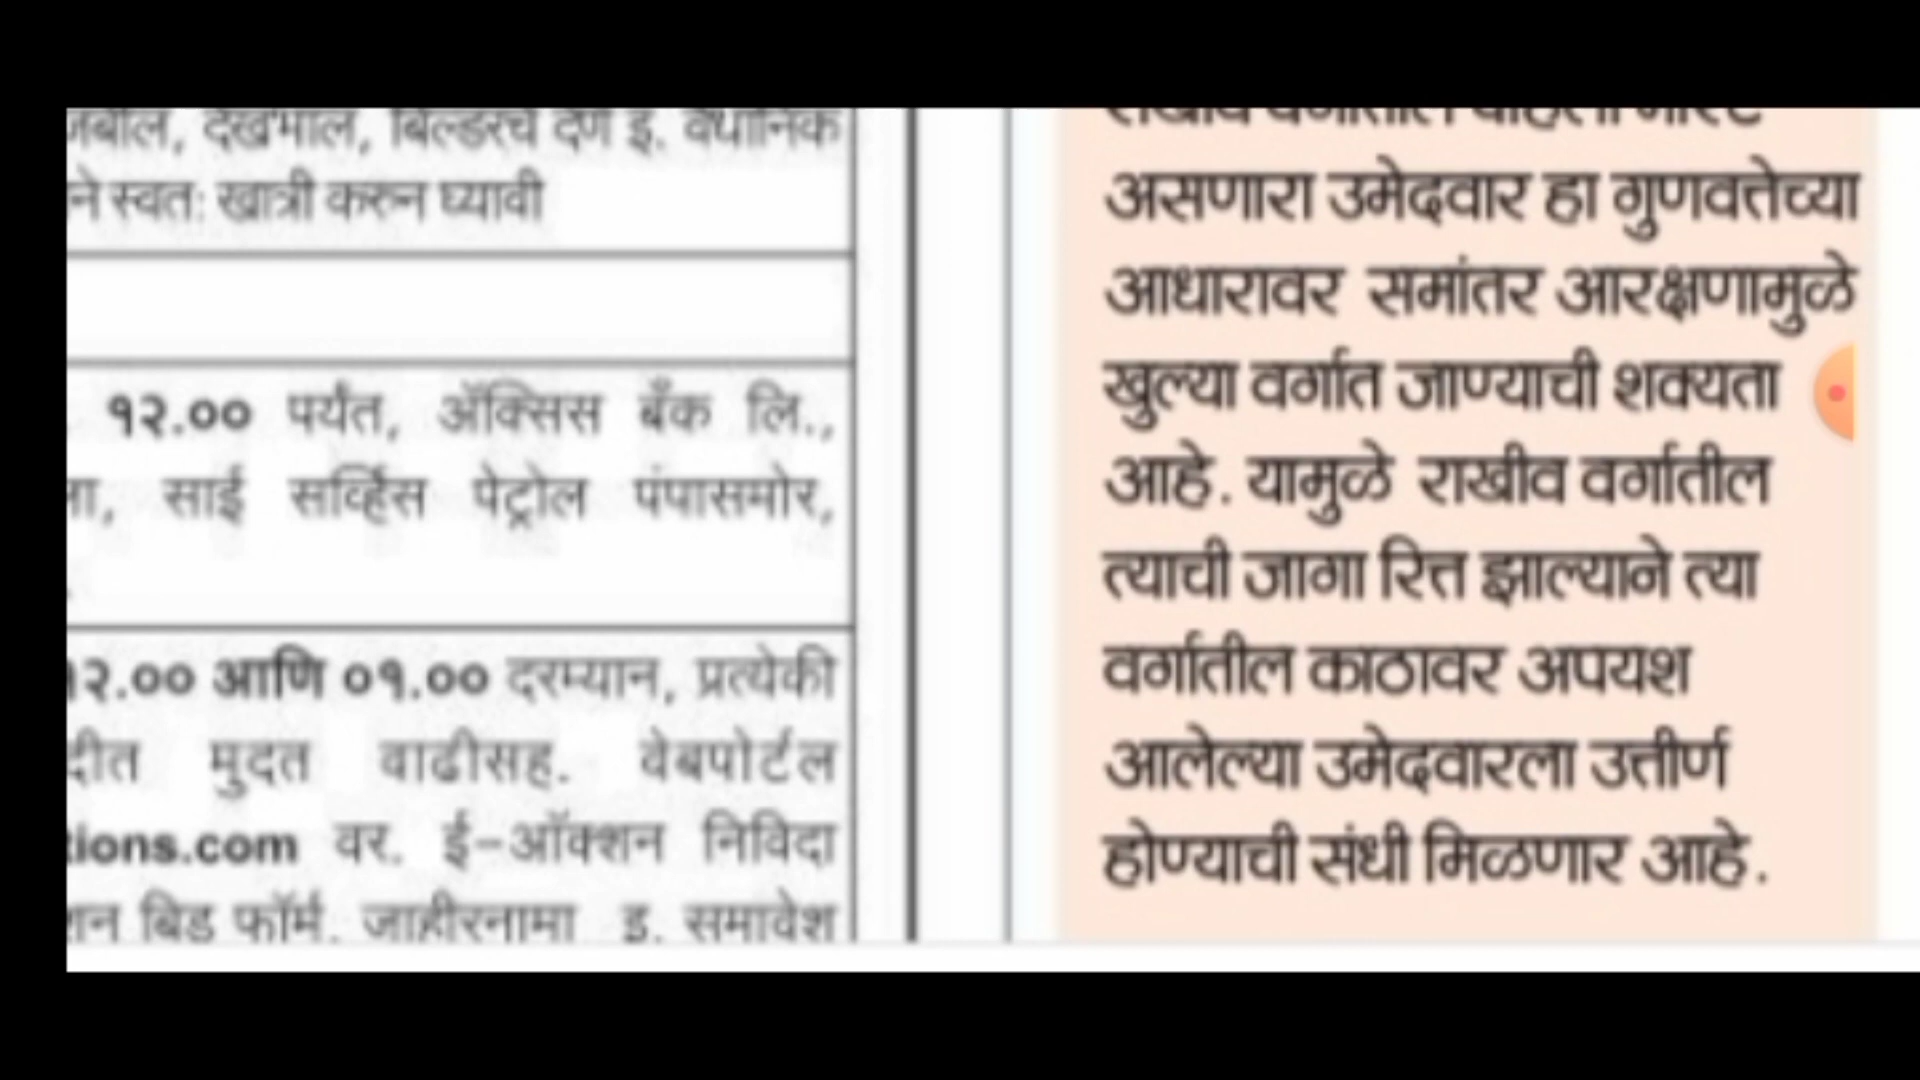 देखभाल, बिल्डरचे देणे इ. वैधानिक
ने स्वत: खात्री करुन घ्यावी
१२.०० पर्यंत, ॲक्सिस बँक लि.,
साई सर्व्हिस पेट्रोल पंपासमोर,
१२.०० आणि ०१.०० दरम्यान, प्रत्येकी
मुदत वाढीसह. वेबपोर्टल
tions.com वर. ई-ऑक्शन निविदा
बिड फॉर्म, जाहीरनामा इ. समावेश
राखीव वर्गातील पहिला
असणारा उमेदवार हा गुणवत्तेच्या
आधारावर समांतर आरक्षणामुळे
खुल्या वर्गात जाण्याची शक्यता
आहे. यामुळे राखीव वर्गातील
त्याची जागा रित्त झाल्याने त्या
वर्गातील काठावर अपयश
आलेल्या उमेदवारला उत्तीर्ण
होण्याची संधी मिळणार आहे.